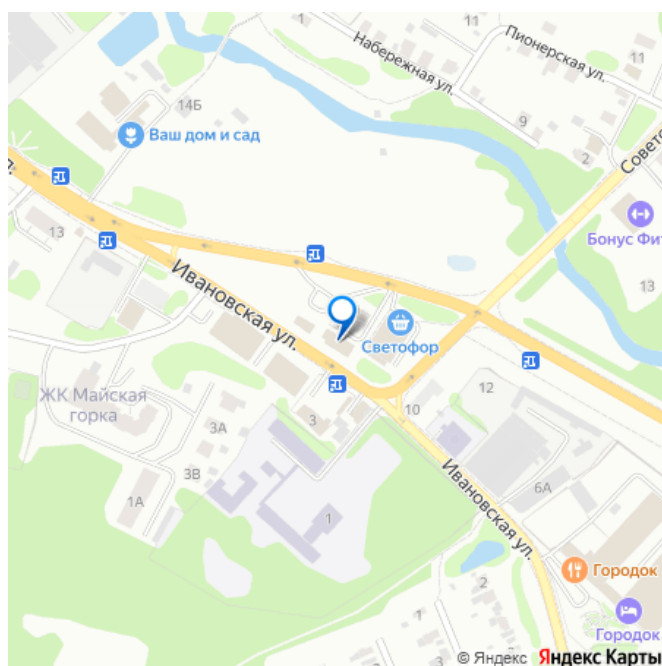 1
11
Пионерская ул.
Набережная ул.
11
14Б
Ваш дом и сад
9
2
Советс
л.
Бонус Фит
13
13
Ивановская ул.
Светофор
ЖК Майская
горка
12
10
3
3А
3В
1А
1
6А
Ивановская ул.
Городок
2
7
Городок
© Яндекс Яндекс Карты